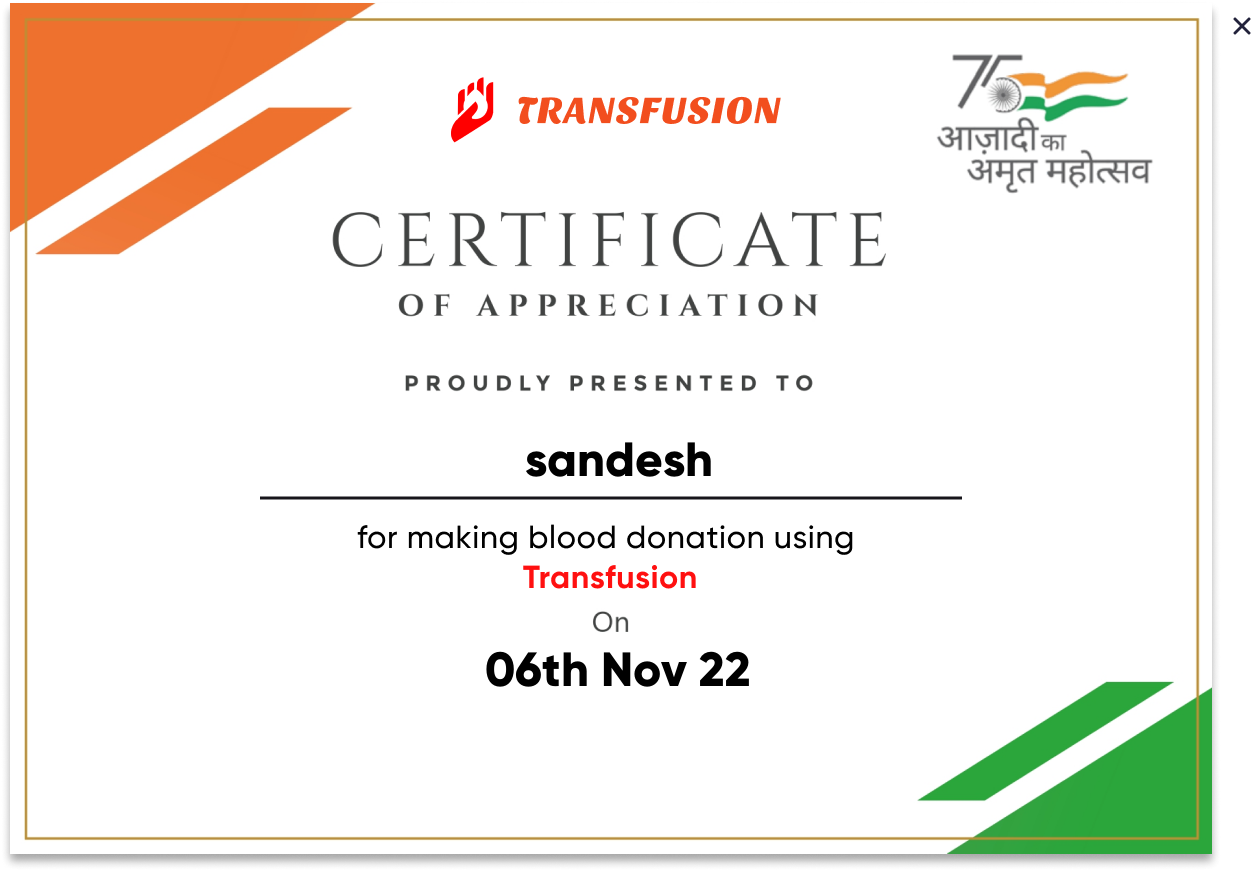 TRANSFUSION
75
आज़ादी का
अमृत महोत्सव
CERTIFICATE
OF APPRECIATION
PROUDLY PRESENTED TO
sandesh
for making blood donation using
Transfusion
On
06th Nov 22